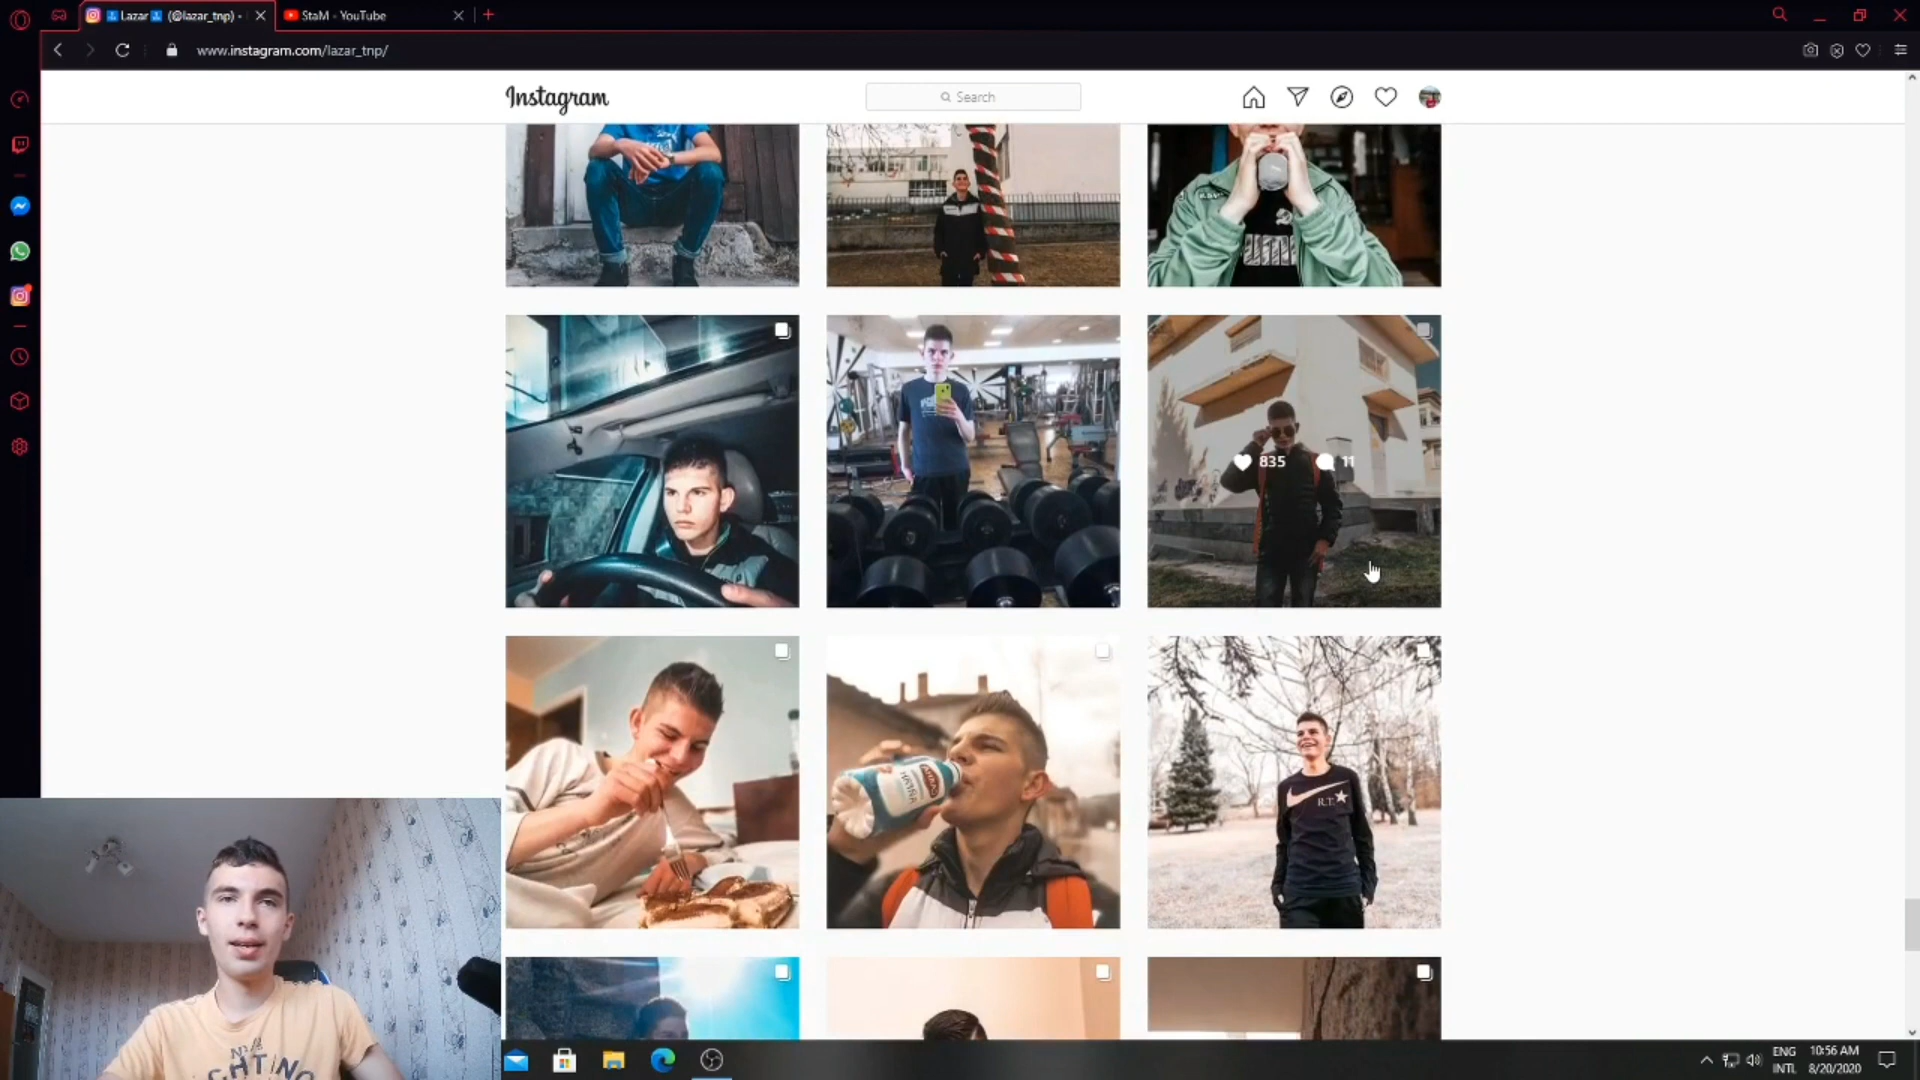 Lazar (@lazar_tnp) •
StaM - YouTube
www.instagram.com/lazar_tnp/
Instagram
Search
835
11
R.T.
ENG
INTL
10:56 AM
8/20/2020